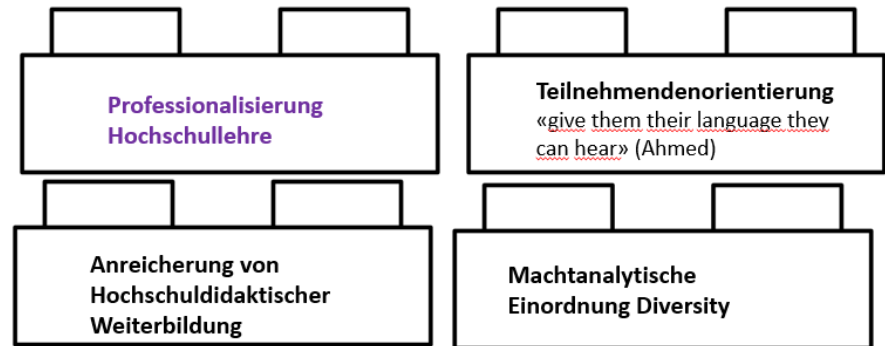 Professionalisierung
Hochschullehre
Teilnehmendenorientierung
«give them their language they
can hear» (Ahmed)
Anreicherung von
Hochschuldidaktischer
Weiterbildung
Machtanalytische
Einordnung Diversity